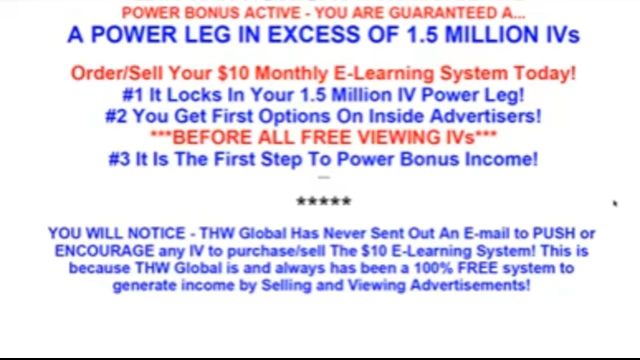 POWER BONUS ACTIVE - YOU ARE GUARANTEED A...
A POWER LEG IN EXCESS OF 1.5 MILLION IVs
Order/Sell Your $10 Monthly E-Learning System Today!
#1 It Locks In Your 1.5 Million IV Power Leg!
#2 You Get First Options On Inside Advertisers!
***BEFORE ALL FREE VIEWING IVs***
#3 It Is The First Step To Power Bonus Income!
*****
YOU WILL NOTICE - THW Global Has Never Sent Out An E-mail to PUSH or
ENCOURAGE any IV to purchase/sell The $10 E-Learning System! This is
because THW Global is and always has been a 100% FREE system to
generate income by Selling and Viewing Advertisements!